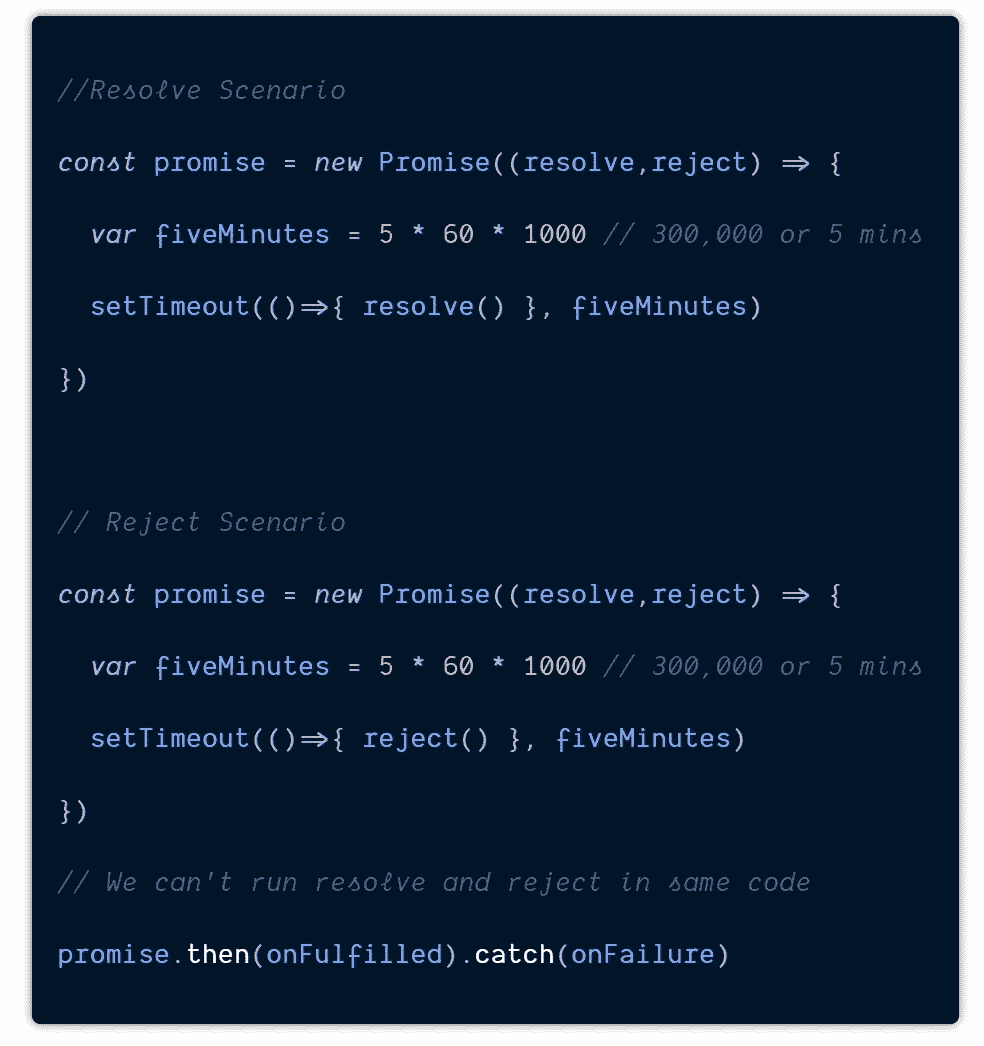 //Resolve Scenario
const promise = new Promise((resolve,reject) => {
var fiveMinutes = 5 * 60 * 1000 // 300,000 or 5 mins
setTimeout(()=>{ resolve() }, fiveMinutes)
})
// Reject Scenario
const promise = new Promise((resolve,reject) => {
var fiveMinutes = 5 * 60 * 1000 // 300,000 or 5 mins
setTimeout(()=>{ reject() }, fiveMinutes)
})
// We can't run resolve and reject in same code
promise.then(onFulfilled).catch(onFailure)